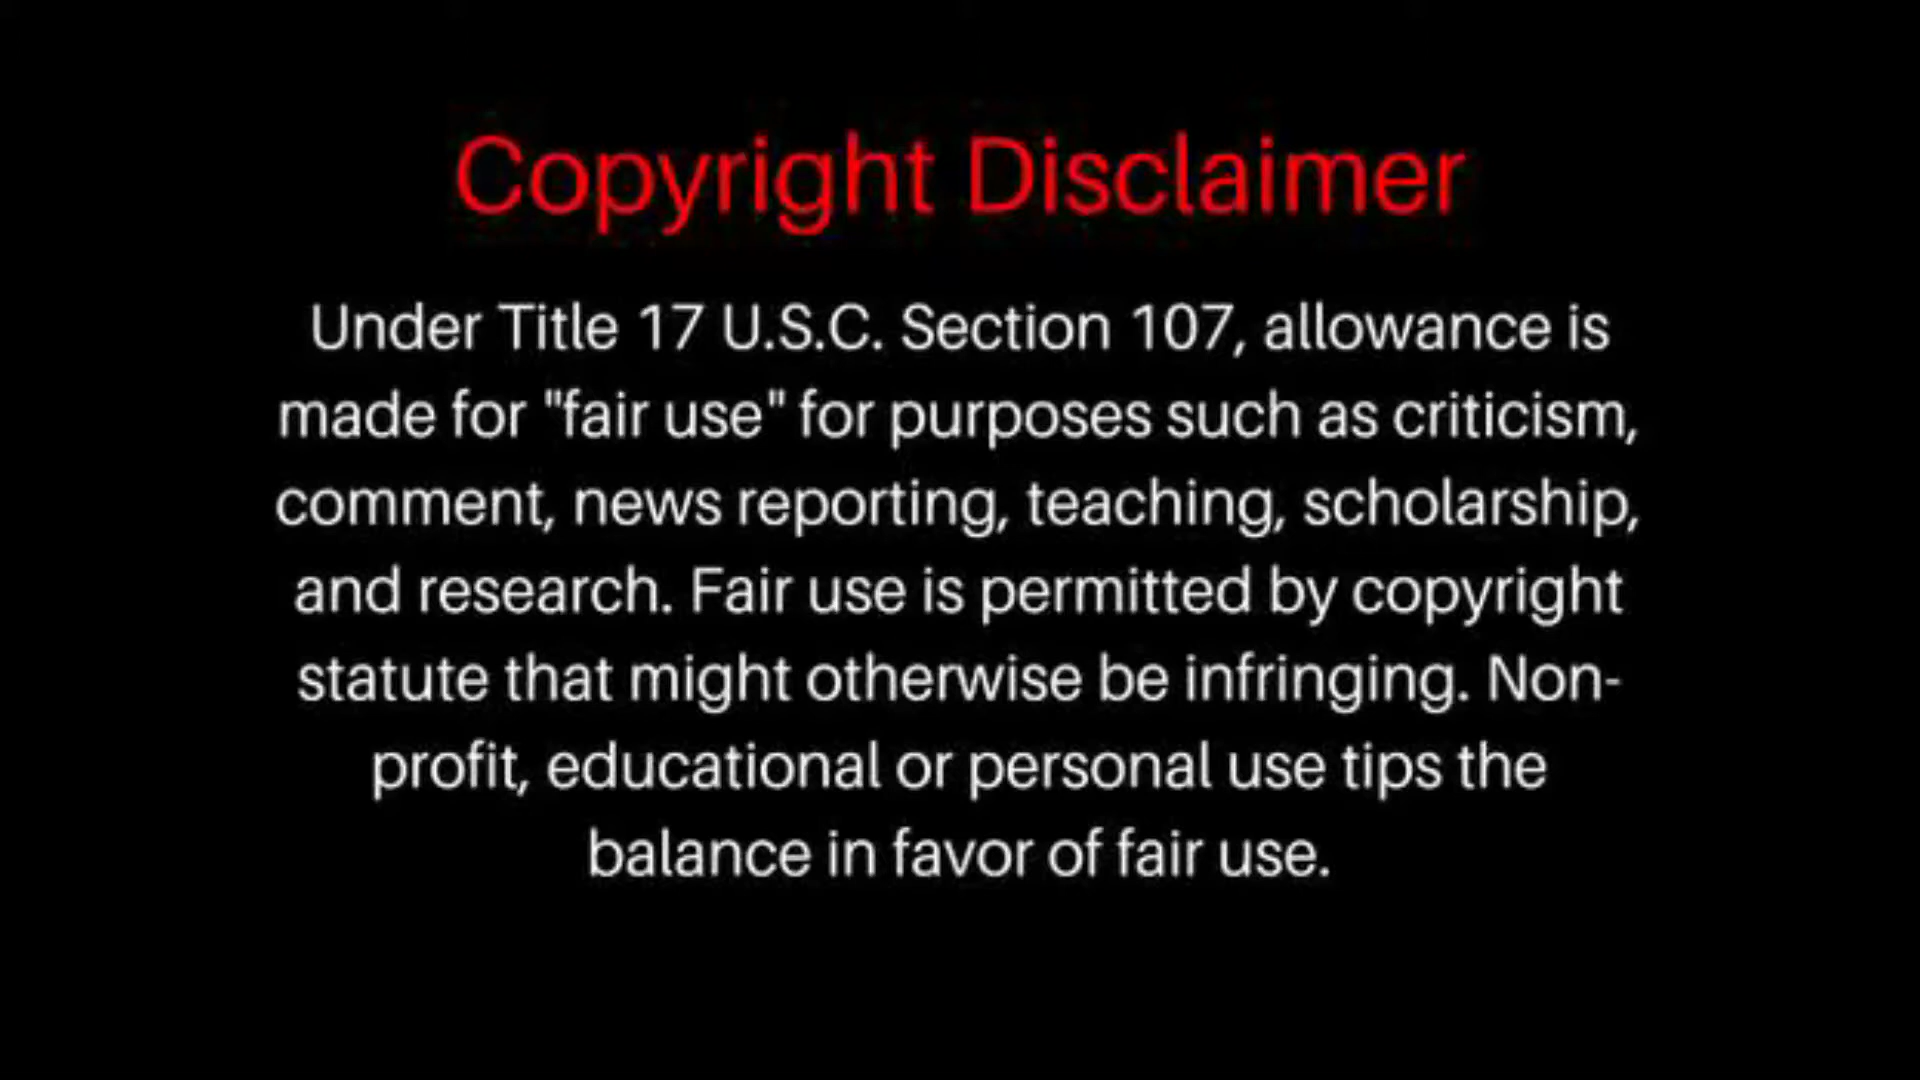 Copyright Disclaimer
Under Title 17 U.S.C. Section 107, allowance is
made for "fair use" for purposes such as criticism,
comment, news reporting, teaching, scholarship,
and research. Fair use is permitted by copyright
statute that might otherwise be infringing. Non-
profit, educational or personal use tips the
balance in favor of fair use.